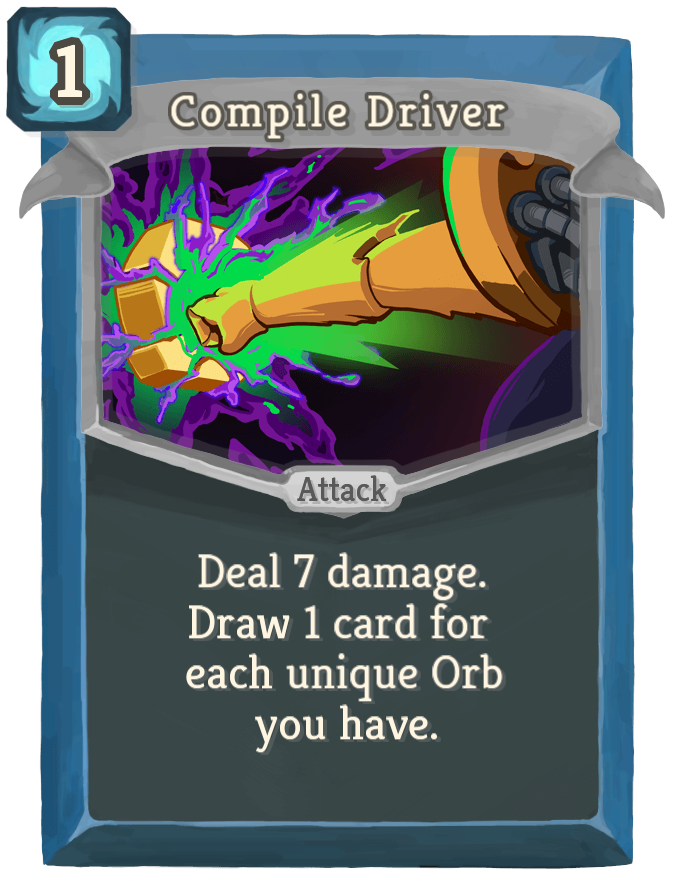 1
Compile Driver
Attack
Deal 7 damage.
Draw 1 card for
each unique Orb
you have.